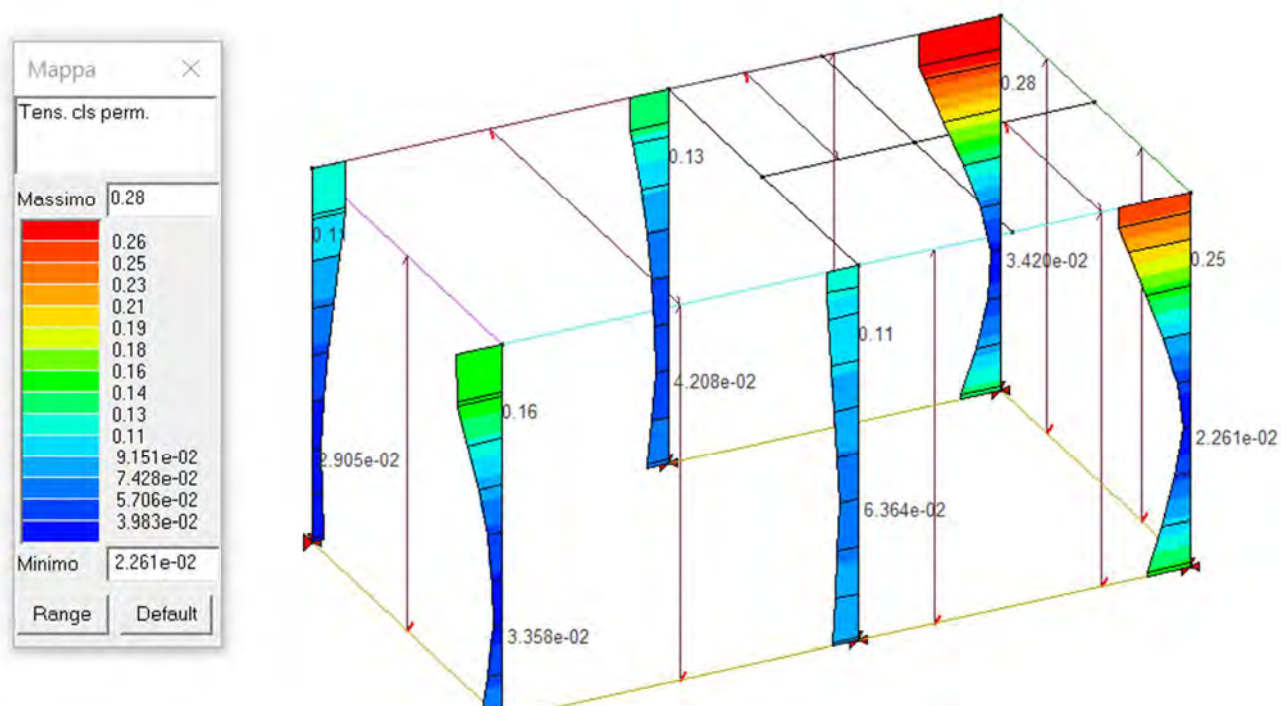 Mappa
Tens. cls perm.
Massimo 0.28
0.26
0.25
0.23
0.21
0.19
0.18
0.16
0.14
0.13
0.11
9.151e-02
7.428e-02
5.706e-02
3.983e-02
Minimo 2.261e-02
Range Default
0.28
0.13
0.11
3.420e-02
0.25
0.11
4.208e-02
0.16
2.261e-02
2.905e-02
6.364e-02
3.358e-02